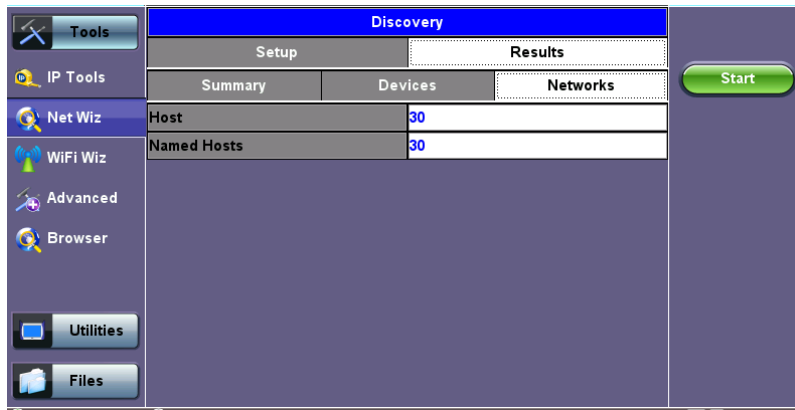 Tools
IP Tools
Net Wiz
WiFi Wiz
Advanced
Browser
Utilities
Files
Discovery
Setup Results
Summary Devices Networks
Host 30
Named Hosts 30
Start